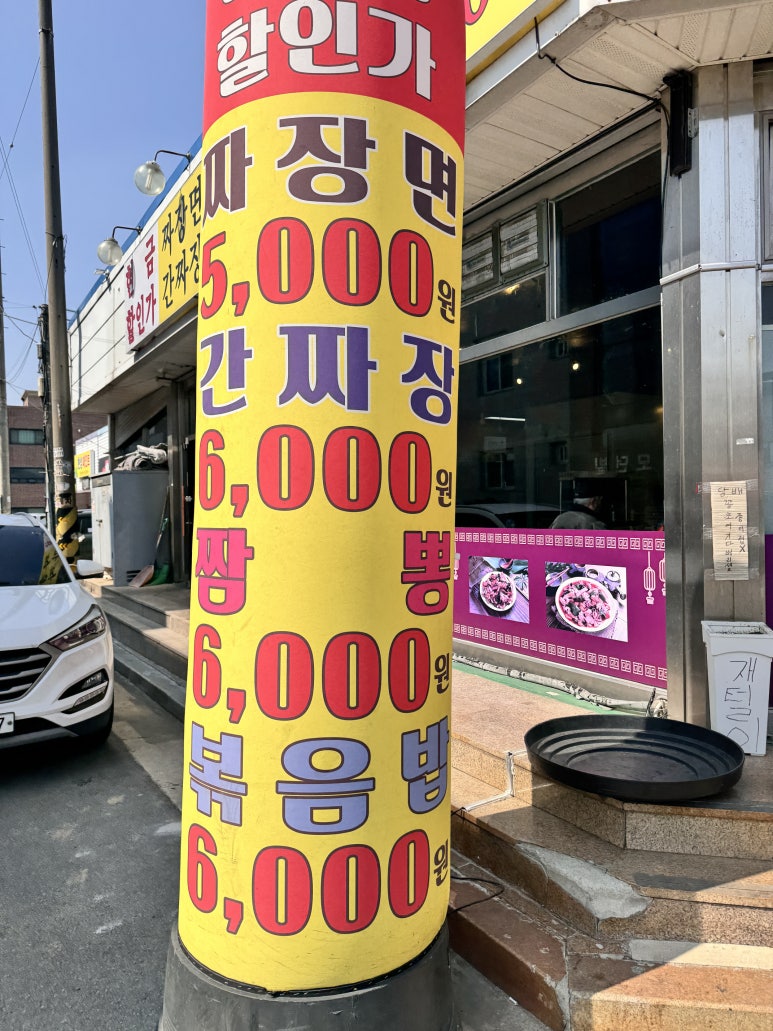 할인가
짜장면
5,000원
간짜장
6,000원
짬뽕
6,000원
볶음밥
6,000원
현금
할인가
짜장면
간짜장
재털이